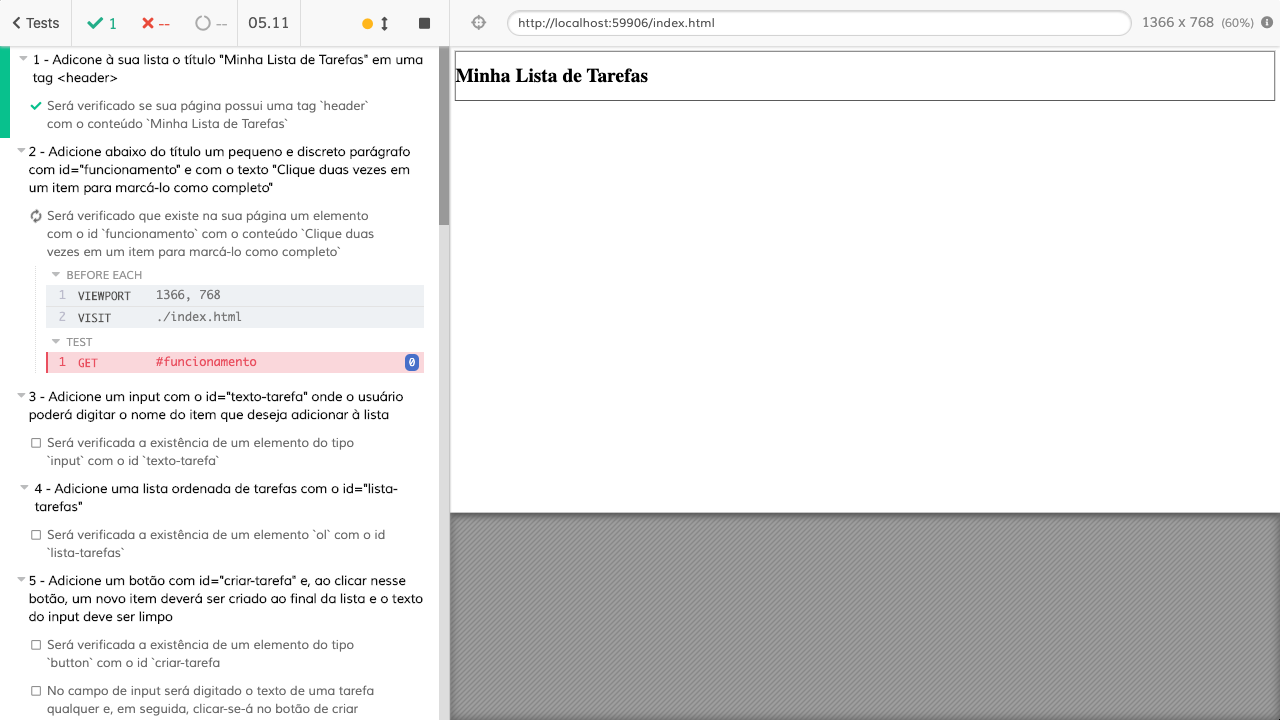 Tests 1 -- -- 05.11
http://localhost:59906/index.html 1366 x 768 (60%)
1 - Adicone à sua lista o título "Minha Lista de Tarefas" em uma
tag <header>
Será verificado se sua página possui uma tag `header`
com o conteúdo `Minha Lista de Tarefas`
2 - Adicione abaixo do título um pequeno e discreto parágrafo
com id="funcionamento" e com o texto "Clique duas vezes em
um item para marcá-lo como completo"
Será verificado que existe na sua página um elemento
com o id `funcionamento` com o conteúdo `Clique duas
vezes em um item para marcá-lo como completo`
BEFORE EACH
1 VIEWPORT 1366, 768
2 VISIT ./index.html
TEST
1 GET #funcionamento 0
3 - Adicione um input com o id="texto-tarefa" onde o usuário
poderá digitar o nome do item que deseja adicionar à lista
Será verificada a existência de um elemento do tipo
`input` com o id `texto-tarefa`
4 - Adicione uma lista ordenada de tarefas com o id="lista-
tarefas"
Será verificada a existência de um elemento `ol` com o id
`lista-tarefas`
5 - Adicione um botão com id="criar-tarefa" e, ao clicar nesse
botão, um novo item deverá ser criado ao final da lista e o texto
do input deve ser limpo
Será verificada a existência de um elemento do tipo
`button` com o id `criar-tarefa
No campo de input será digitado o texto de uma tarefa
qualquer e, em seguida, clicar-se-á no botão de criar
Minha Lista de Tarefas